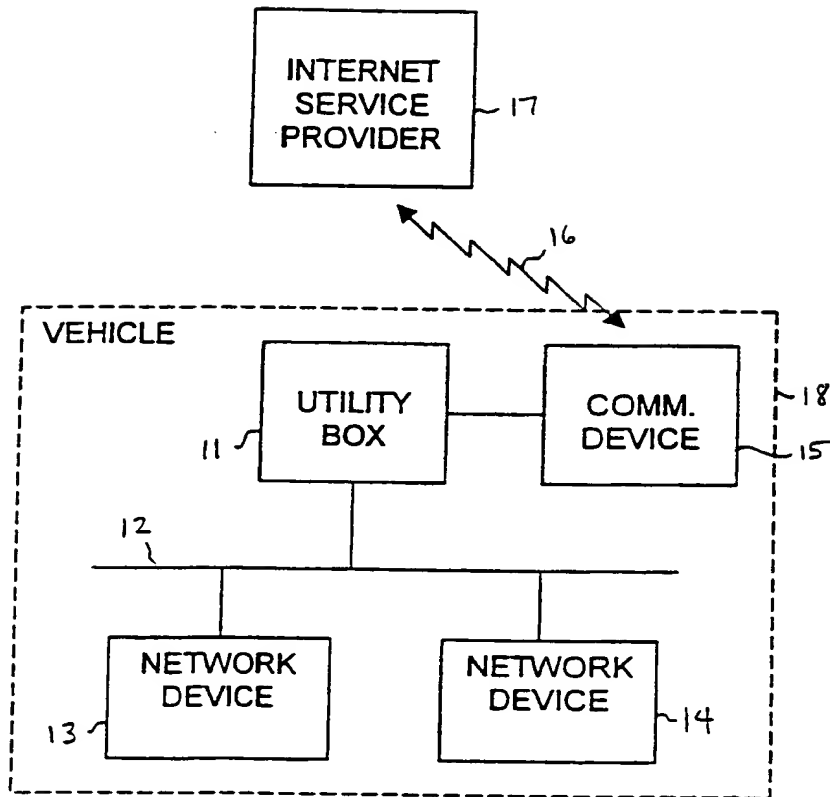 INTERNET
SERVICE
PROVIDER
17
16
VEHICLE
18
UTILITY
BOX
11
COMM.
DEVICE
15
12
NETWORK
DEVICE
13
NETWORK
DEVICE
14